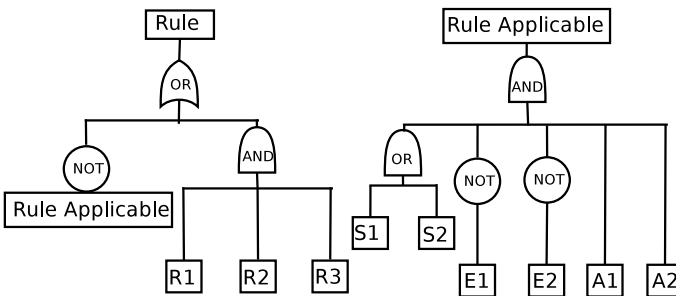 Rule
OR
NOT
AND
Rule Applicable
R1
R2
R3
Rule Applicable
AND
OR
NOT
NOT
S1
S2
E1
E2
A1
A2